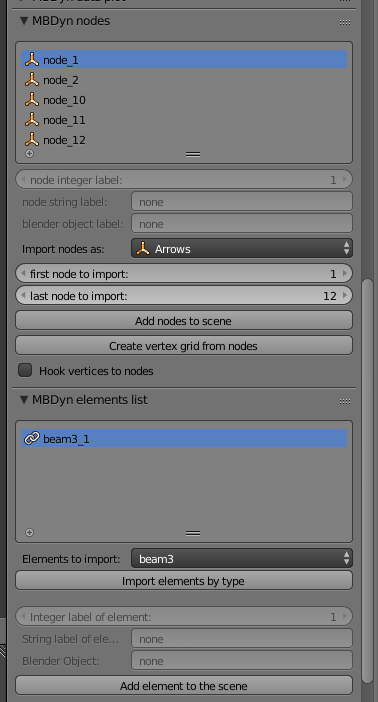 MBDyn nodes
node_1
node_2
node_10
node_11
node_12
node integer label: 1
node string label: none
blender object label: none
Import nodes as: Arrows
first node to import: 1
last node to import: 12
Add nodes to scene
Create vertex grid from nodes
Hook vertices to nodes
MBDyn elements list
beam3_1
Elements to import: beam3
Import elements by type
Integer label of element: 1
String label of ele... none
Blender Object: none
Add element to the scene